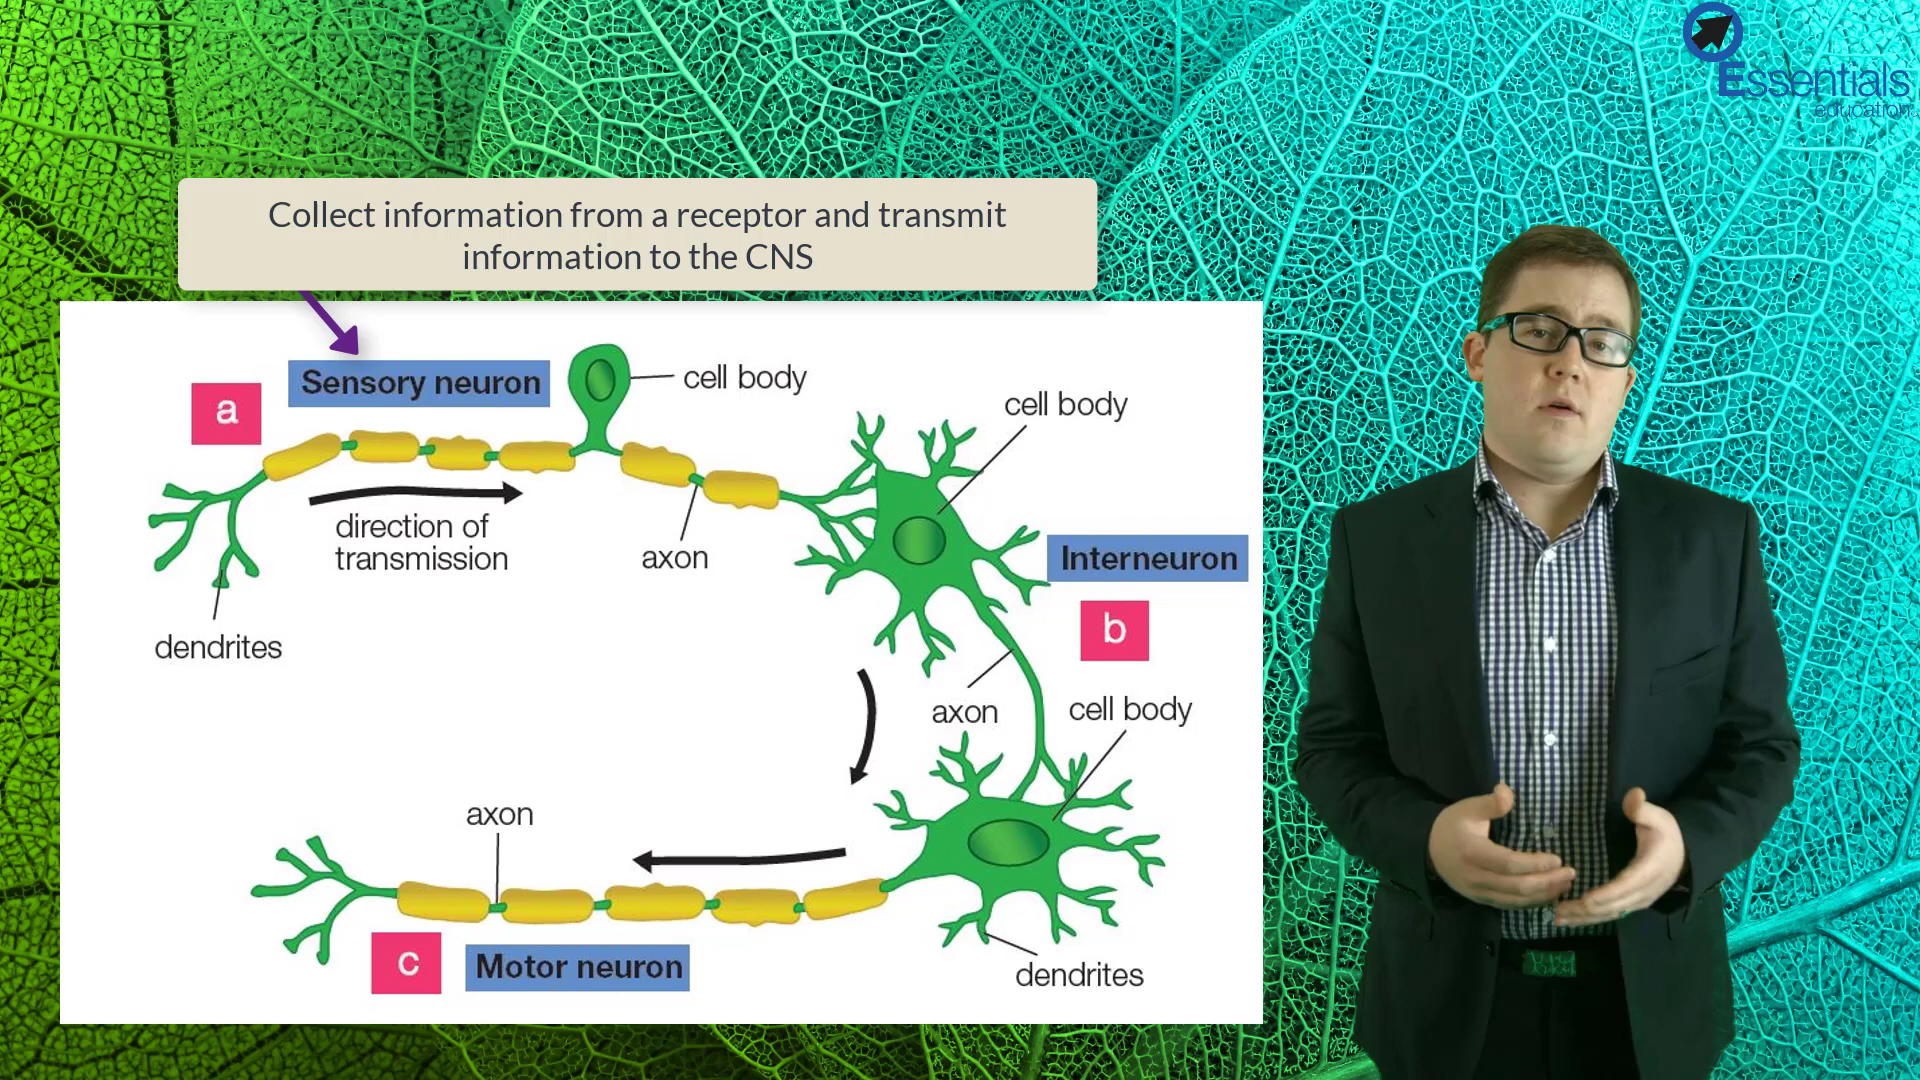 Essentials
education
Collect information from a receptor and transmit
information to the CNS
a
Sensory neuron
cell body
cell body
direction of
transmission
axon
Interneuron
b
dendrites
axon
cell body
axon
c
Motor neuron
dendrites